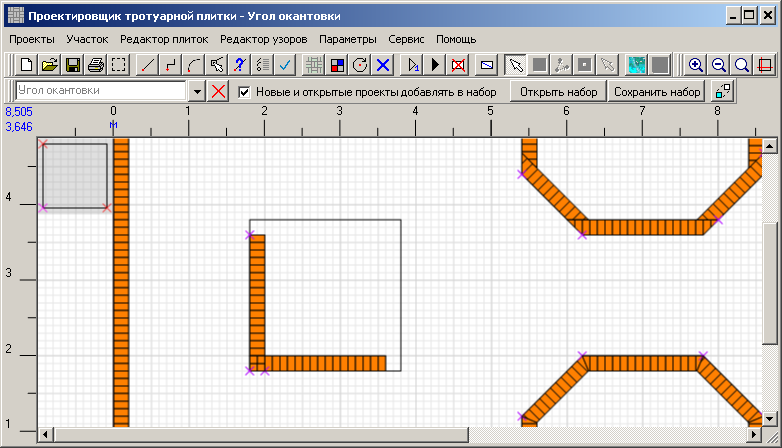 Проектировщик тротуарной плитки - Угол окантовки
Проекты Участок Редактор плиток Редактор узоров Параметры Сервис Помощь
Угол окантовки Новые и открытые проекты добавлять в набор Открыть набор Сохранить набор
8,505 0 1 2 3 4 5 6 7 8
3,646 м
4
3
2
1